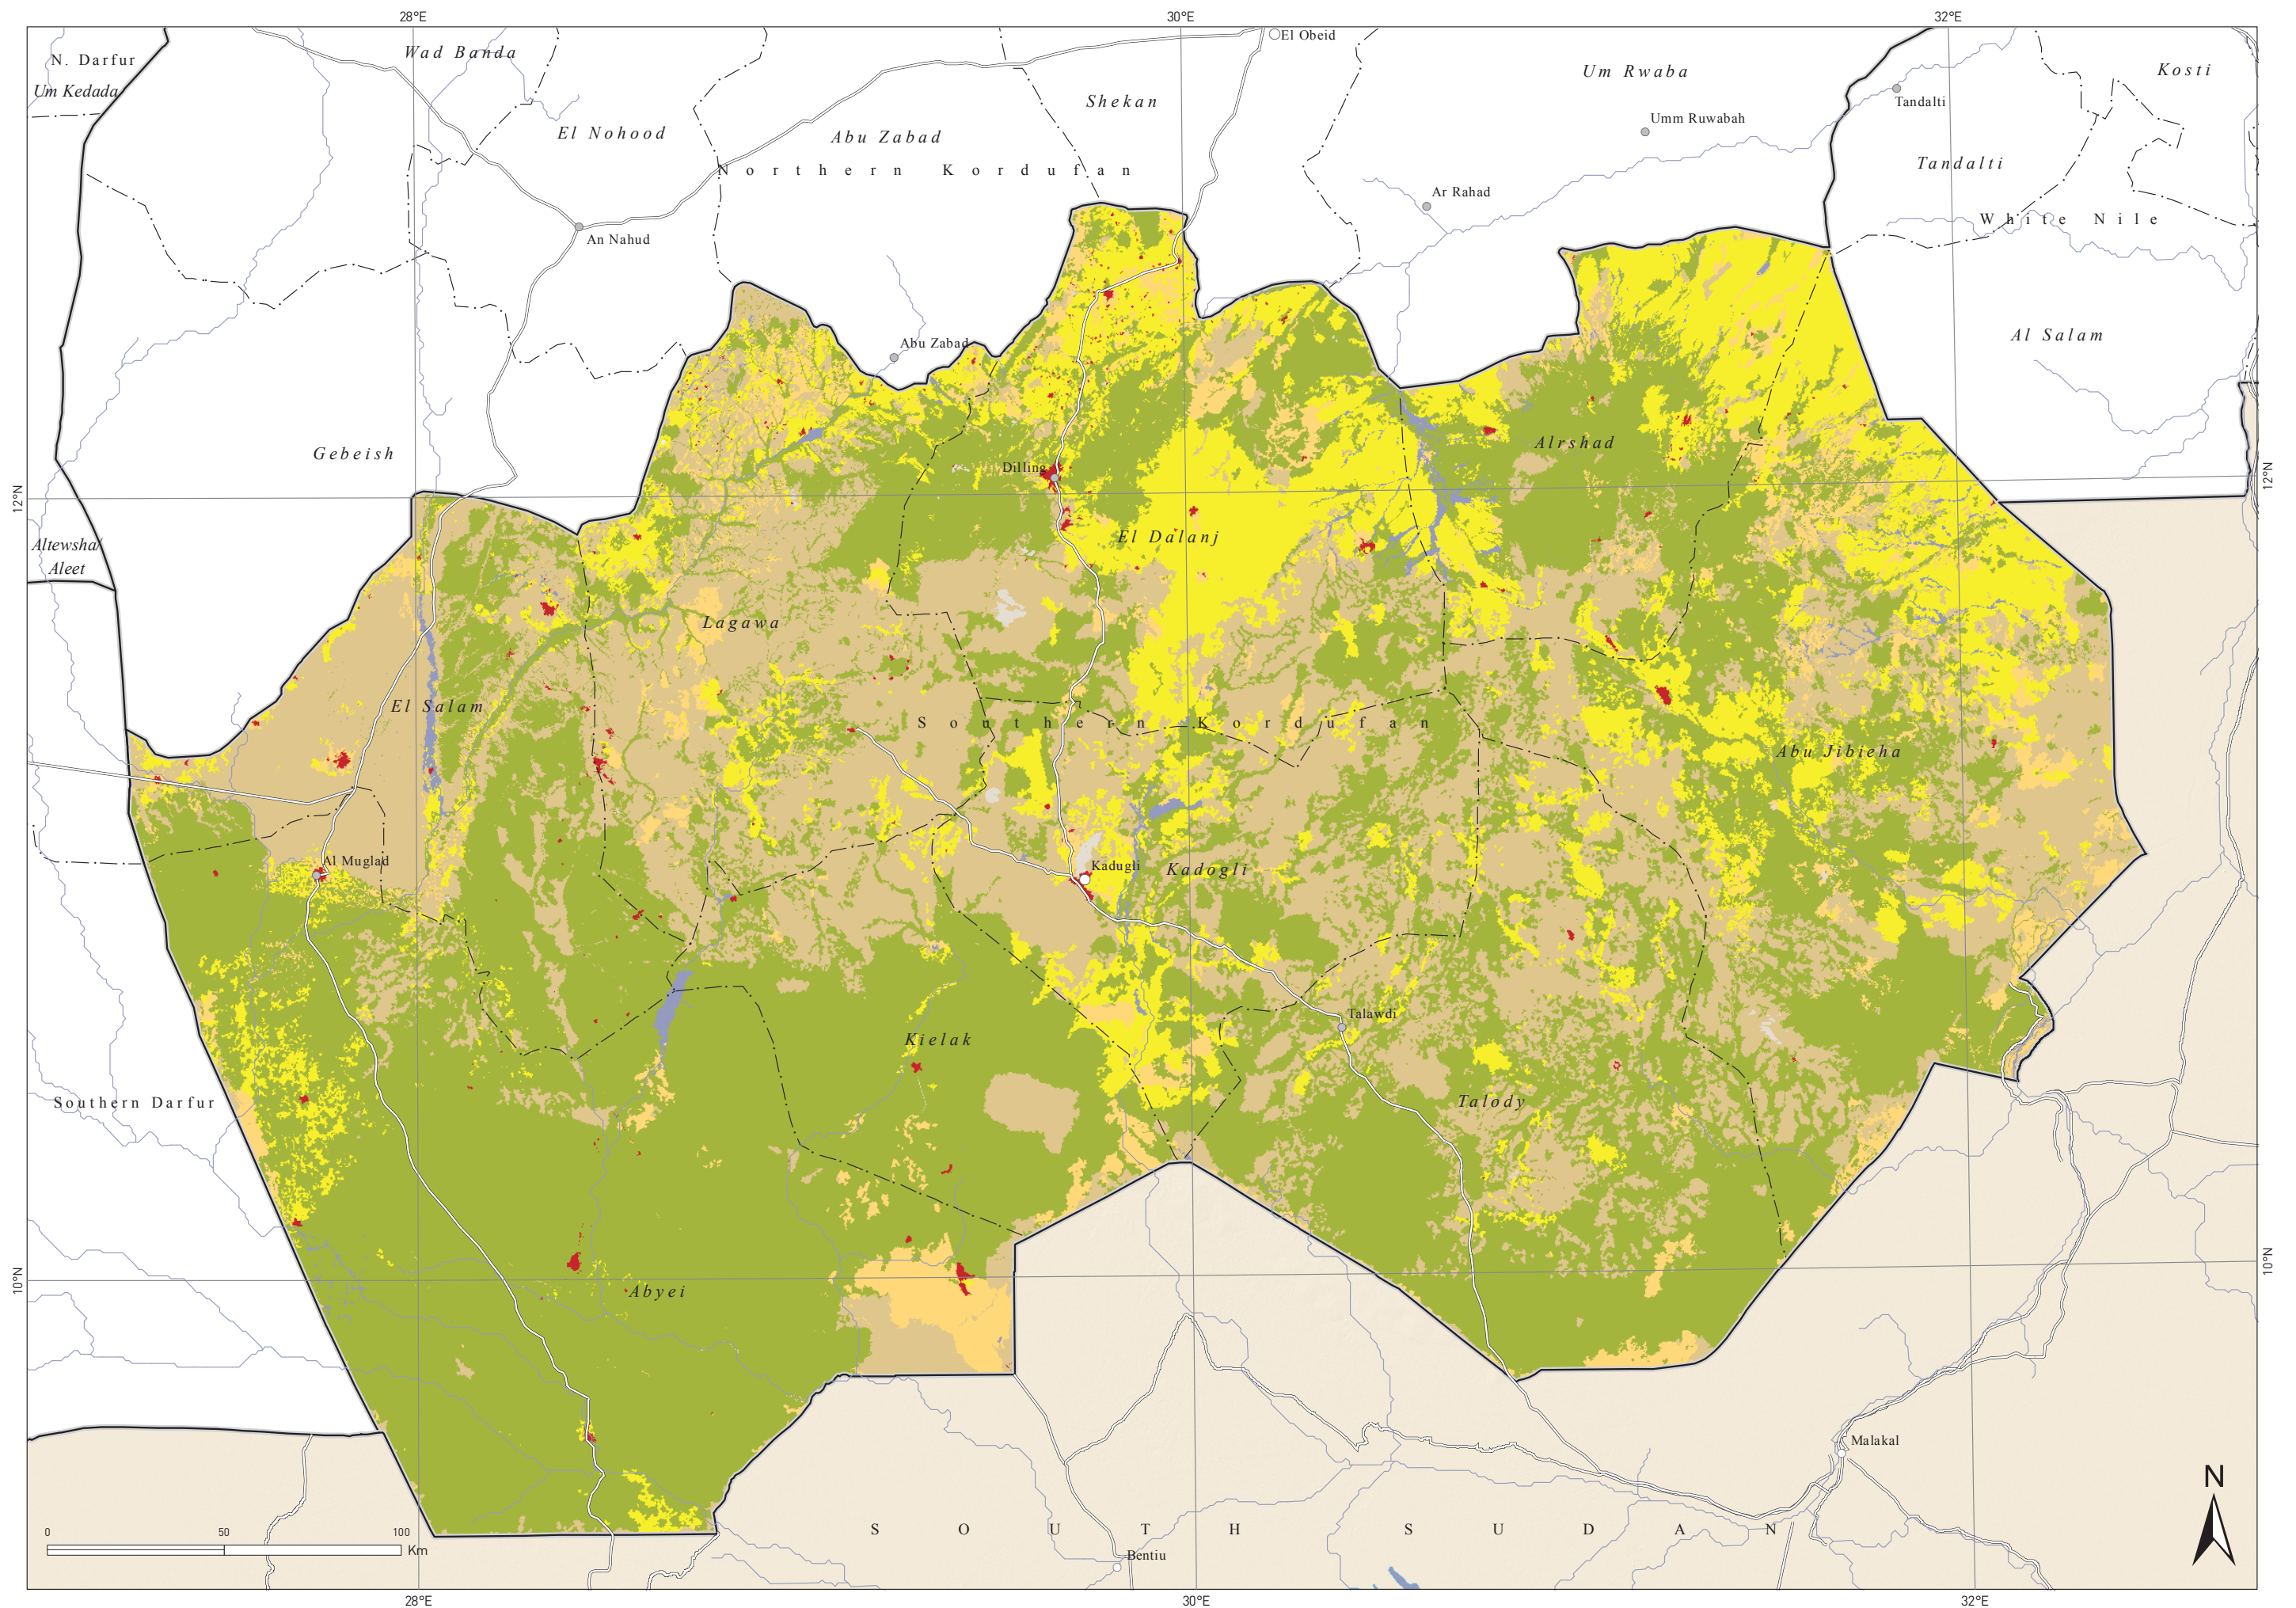 28°E 30°E 32°E
El Obeid
Wad Banda
N. Darfur
Um Rwaba
Kosti
Um Kedada
Shekan
Tandalti
Umm Ruwabah
El Nohood
Abu Zabad
Tandalti
Northern Kordufan
Ar Rahad
White Nile
An Nahud
Al Salam
Abu Zabad
Alrshad
Gebeish
Dilling
12°N
12°N
El Dalanj
Altewsha/
Aleet
Lagawa
El Salam
Southern Kordufan
Abu Jibieha
Al Muglad
Kadugli
Kadogli
Talawdi
Kielak
Southern Darfur
Talody
10°N
10°N
Abyei
Malakal
N
SOUTH SUDAN
0 50 100
Km
Bentiu
28°E 30°E 32°E